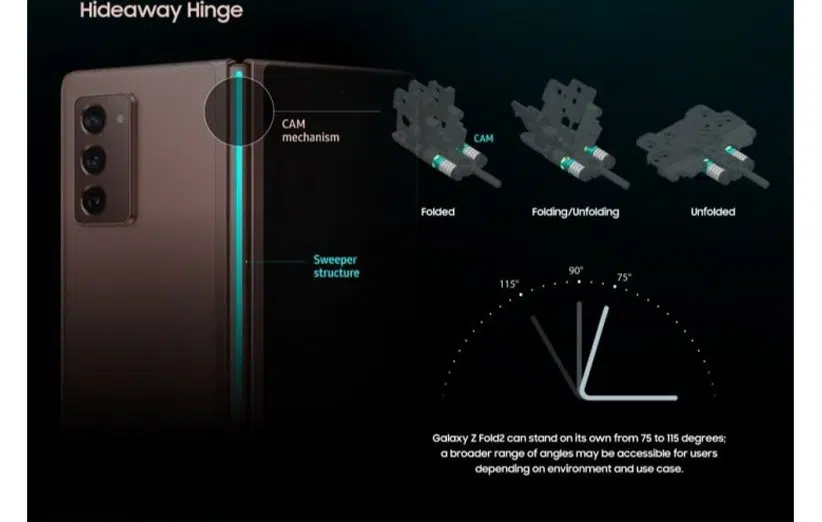 Hideaway Hinge
CAM
mechanism
CAM
Folded
Folding/Unfolding
Unfolded
Sweeper
structure
115°
90°
75°
Galaxy Z Fold2 can stand on its own from 75 to 115 degrees;
a broader range of angles may be accessible for users
depending on environment and use case.